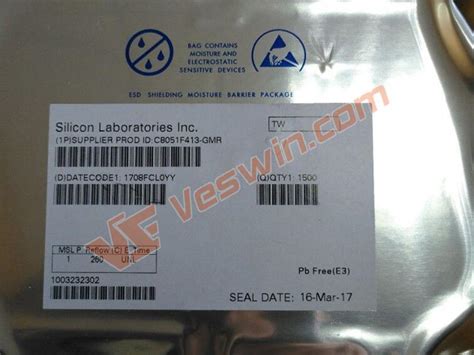 BAG CONTAINS
MOISTURE AND
ELECTROSTATIC
SENSITIVE DEVICES
ESD SHIELDING MOISTURE BARRIER PACKAGE
Silicon Laboratories Inc.
TW
(1P)SUPPLIER PROD ID:C8051F413-GMR
(D)DATECODE1: 1708FCL0YY
(Q)QTY1: 1500
Veswin.com
MSL P. Reflow (C) E. Time
1 260 UNL
1003232302
Pb Free(E3)
SEAL DATE: 16-Mar-17